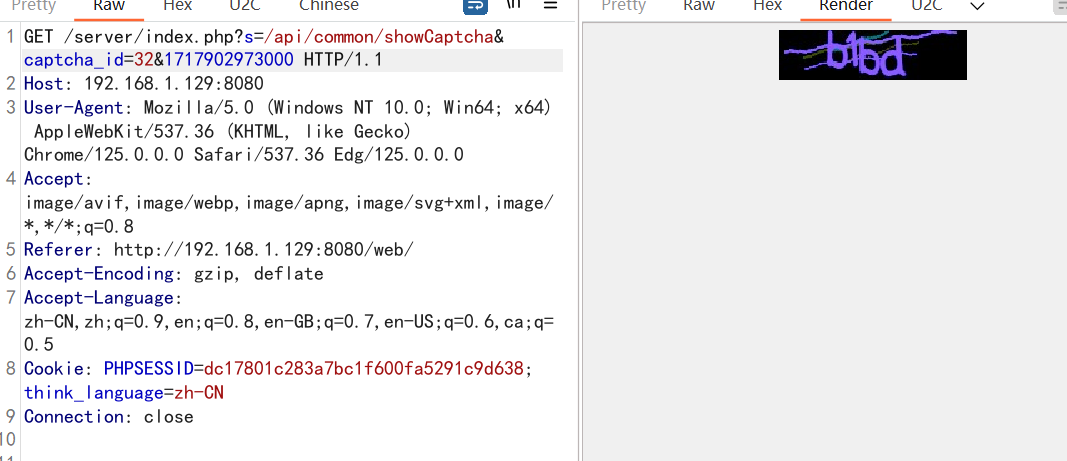 Pretty Raw Hex U2C Chinese \n
Pretty Raw Hex Render U2C
1 GET /server/index.php?s=/api/common/showCaptcha&
captcha_id=32&1717902973000 HTTP/1.1
2 Host: 192.168.1.129:8080
3 User-Agent: Mozilla/5.0 (Windows NT 10.0; Win64; x64)
AppleWebKit/537.36 (KHTML, like Gecko)
Chrome/125.0.0.0 Safari/537.36 Edg/125.0.0.0
4 Accept:
image/avif,image/webp,image/apng,image/svg+xml,image/
*,*/*;q=0.8
5 Referer: http://192.168.1.129:8080/web/
6 Accept-Encoding: gzip, deflate
7 Accept-Language:
zh-CN,zh;q=0.9,en;q=0.8,en-GB;q=0.7,en-US;q=0.6,ca;q=
0.5
8 Cookie: PHPSESSID=dc17801c283a7bc1f600fa5291c9d638;
think_language=zh-CN
9 Connection: close
10